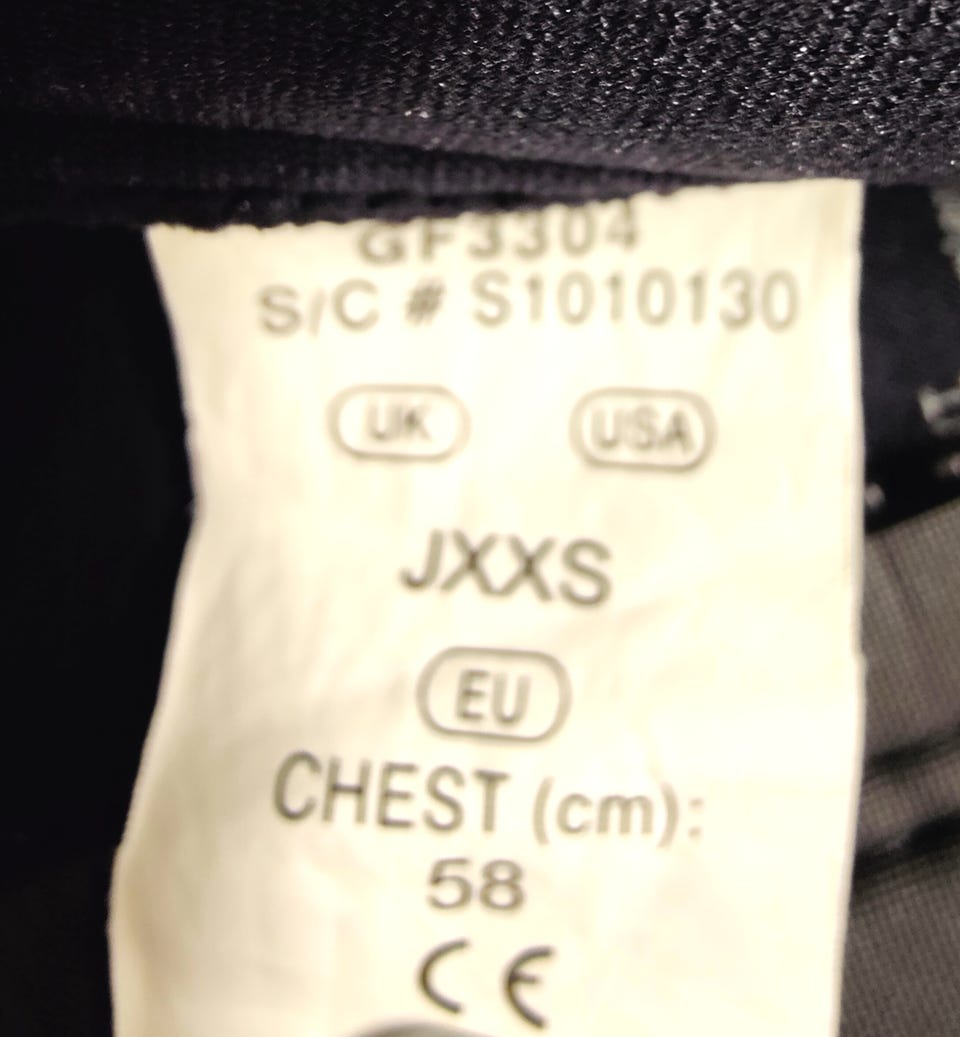 GF3304
S/C # S1010130
UK USA
JXXS
EU
CHEST (cm):
58
CE